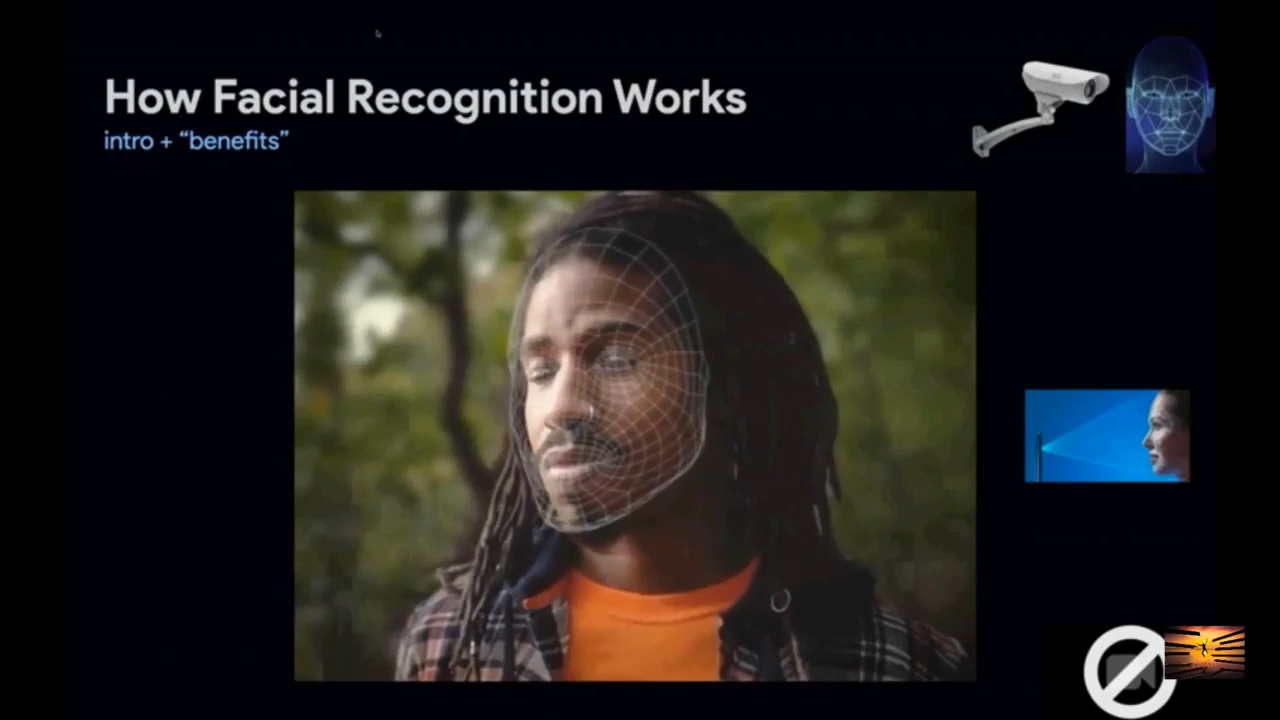 How Facial Recognition Works
intro + “benefits”